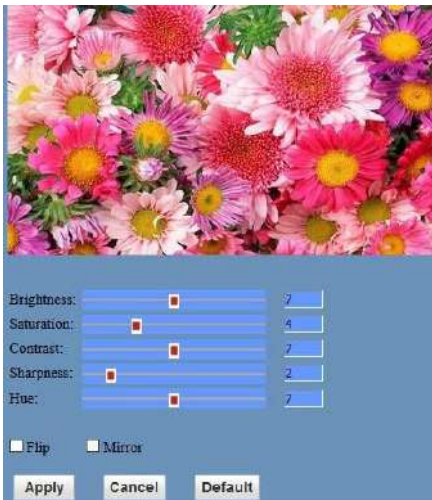 Brightness: 7
Saturation: 4
Contrast: 7
Sharpness: 2
Hue: 7
Flip Mirror
Apply Cancel Default